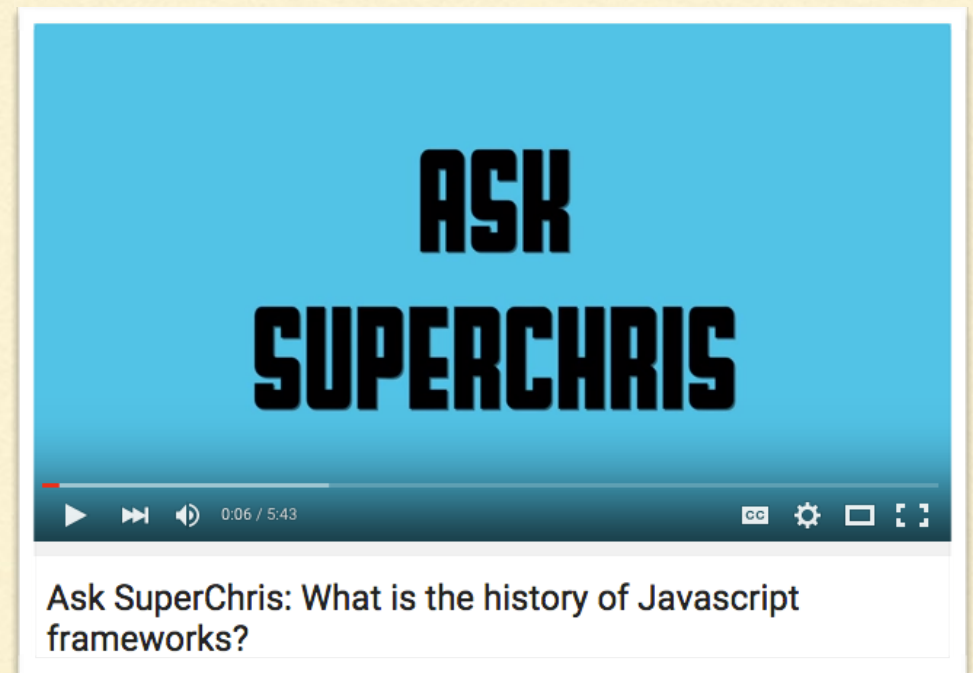 ASK
SUPERCHRIS
0:06 / 5:43
CC
Ask SuperChris: What is the history of Javascript
frameworks?